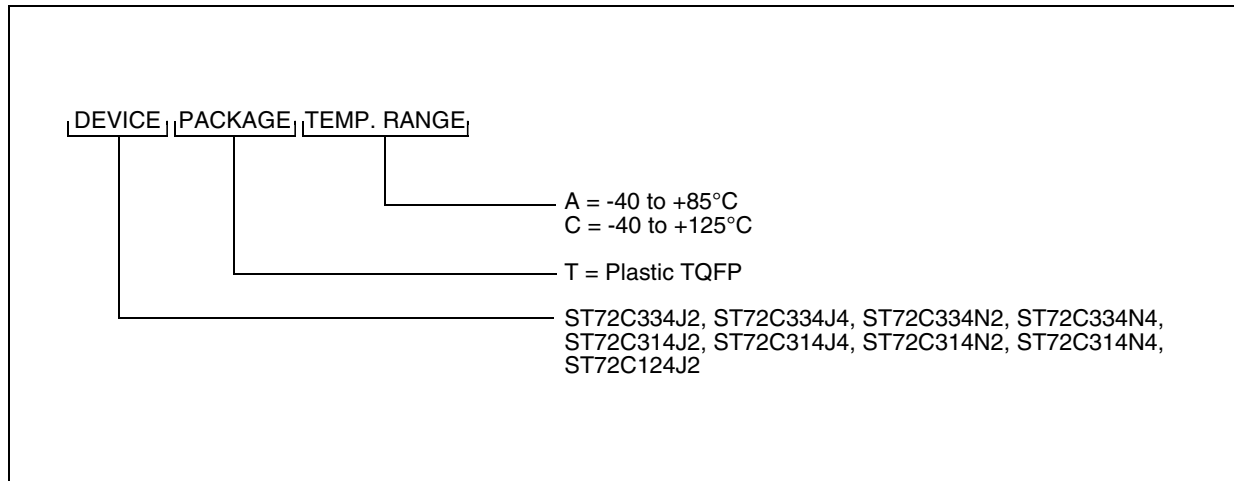 DEVICE PACKAGE TEMP. RANGE
A = -40 to +85°C
C = -40 to +125°C
T = Plastic TQFP
ST72C334J2, ST72C334J4, ST72C334N2, ST72C334N4,
ST72C314J2, ST72C314J4, ST72C314N2, ST72C314N4,
ST72C124J2